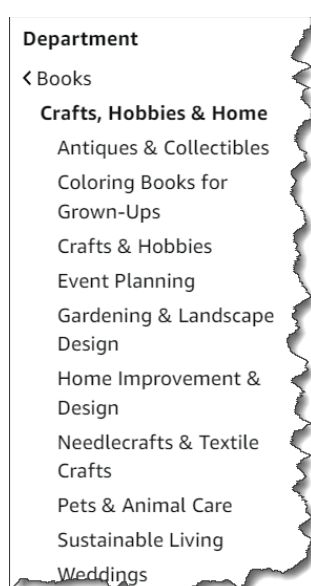 Department
< Books
Crafts, Hobbies & Home
Antiques & Collectibles
Coloring Books for
Grown-Ups
Crafts & Hobbies
Event Planning
Gardening & Landscape
Design
Home Improvement &
Design
Needlecrafts & Textile
Crafts
Pets & Animal Care
Sustainable Living
Weddings